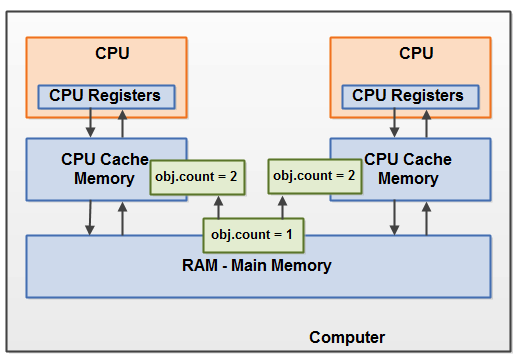 CPU
CPU
CPU Registers
CPU Registers
CPU Cache
Memory
CPU Cache
Memory
obj.count = 2
obj.count = 2
obj.count = 1
RAM - Main Memory
Computer